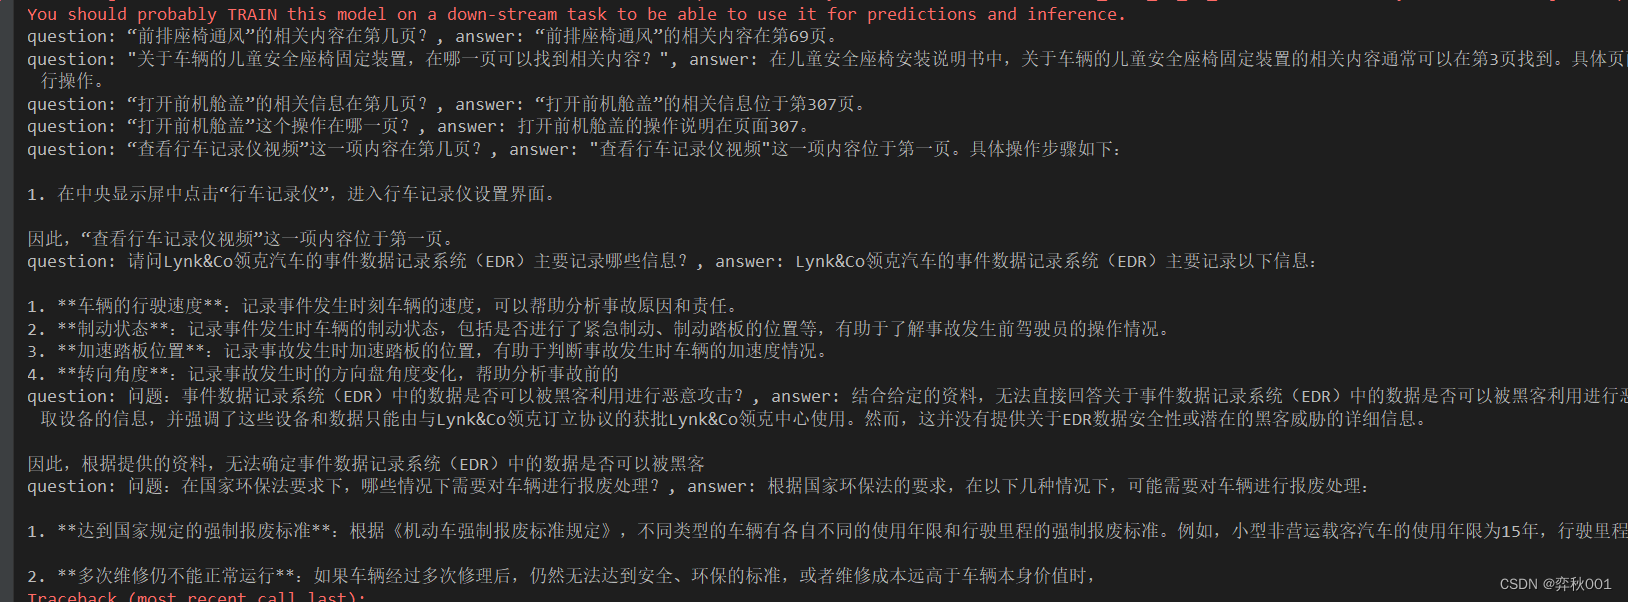 You should probably TRAIN this model on a down-stream task to be able to use it for predictions and inference.
question: “前排座椅通风”的相关内容在第几页？, answer: “前排座椅通风”的相关内容在第69页。
question: "关于车辆的儿童安全座椅固定装置，在哪一页可以找到相关内容？", answer: 在儿童安全座椅安装说明书中，关于车辆的儿童安全座椅固定装置的相关内容通常可以在第3页找到。具体页
行操作。
question: “打开前机舱盖”的相关信息在第几页？, answer: “打开前机舱盖”的相关信息位于第307页。
question: “打开前机舱盖”这个操作在哪一页？, answer: 打开前机舱盖的操作说明在页面307。
question: “查看行车记录仪视频”这一项内容在第几页？, answer: "查看行车记录仪视频"这一项内容位于第一页。具体操作步骤如下：
1. 在中央显示屏中点击“行车记录仪”，进入行车记录仪设置界面。
因此，“查看行车记录仪视频”这一项内容位于第一页。
question: 请问Lynk&Co领克汽车的事件数据记录系统（EDR）主要记录哪些信息？, answer: Lynk&Co领克汽车的事件数据记录系统（EDR）主要记录以下信息：
1. **车辆的行驶速度**：记录事件发生时刻车辆的速度，可以帮助分析事故原因和责任。
2. **制动状态**：记录事件发生时车辆的制动状态，包括是否进行了紧急制动、制动踏板的位置等，有助于了解事故发生前驾驶员的操作情况。
3. **加速踏板位置**：记录事故发生时加速踏板的位置，有助于判断事故发生时车辆的加速度情况。
4. **转向角度**：记录事故发生时的方向盘角度变化，帮助分析事故前的
question: 问题：事件数据记录系统（EDR）中的数据是否可以被黑客利用进行恶意攻击？, answer: 结合给定的资料，无法直接回答关于事件数据记录系统（EDR）中的数据是否可以被黑客利用进行恶
取设备的信息，并强调了这些设备和数据只能由与Lynk&Co领克订立协议的获批Lynk&Co领克中心使用。然而，这并没有提供关于EDR数据安全性或潜在的黑客威胁的详细信息。
因此，根据提供的资料，无法确定事件数据记录系统（EDR）中的数据是否可以被黑客
question: 问题：在国家环保法要求下，哪些情况下需要对车辆进行报废处理？, answer: 根据国家环保法的要求，在以下几种情况下，可能需要对车辆进行报废处理：
1. **达到国家规定的强制报废标准**：根据《机动车强制报废标准规定》，不同类型的车辆有各自不同的使用年限和行驶里程的强制报废标准。例如，小型非营运载客汽车的使用年限为15年，行驶里程
2. **多次维修仍不能正常运行**：如果车辆经过多次修理后，仍然无法达到安全、环保的标准，或者维修成本远高于车辆本身价值时，
Traceback (most recent call last):
CSDN @弈秋001